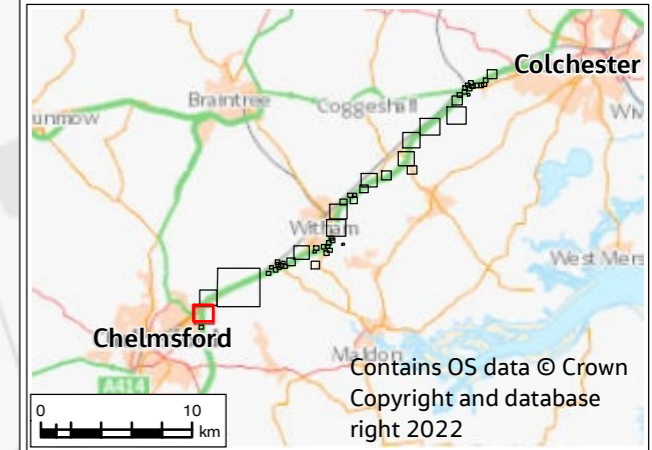 Colchester
Braintree
Coggeshall
unmow
Witham
West Mers
Chelmsford
Maldon
A414
Contains OS data © Crown
Copyright and database
right 2022
0 10
km